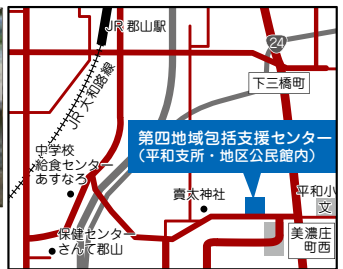 JR 郡山駅
24
JR大和路線
下三橋町
第四地域包括支援センター
(平和支所・地区公民館内)
中学校
給食センター
あすなろ
賣太神社
平和小
文
保健センター
さんて郡山
美濃庄
町西